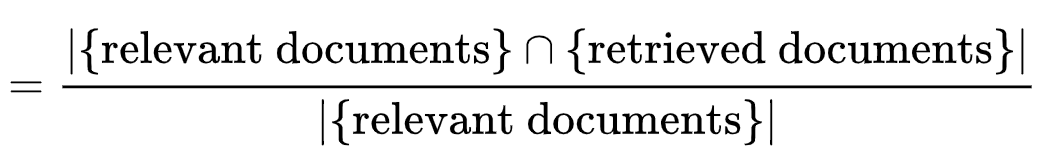 = |{relevant documents} ∩ {retrieved documents}|
|{relevant documents}|